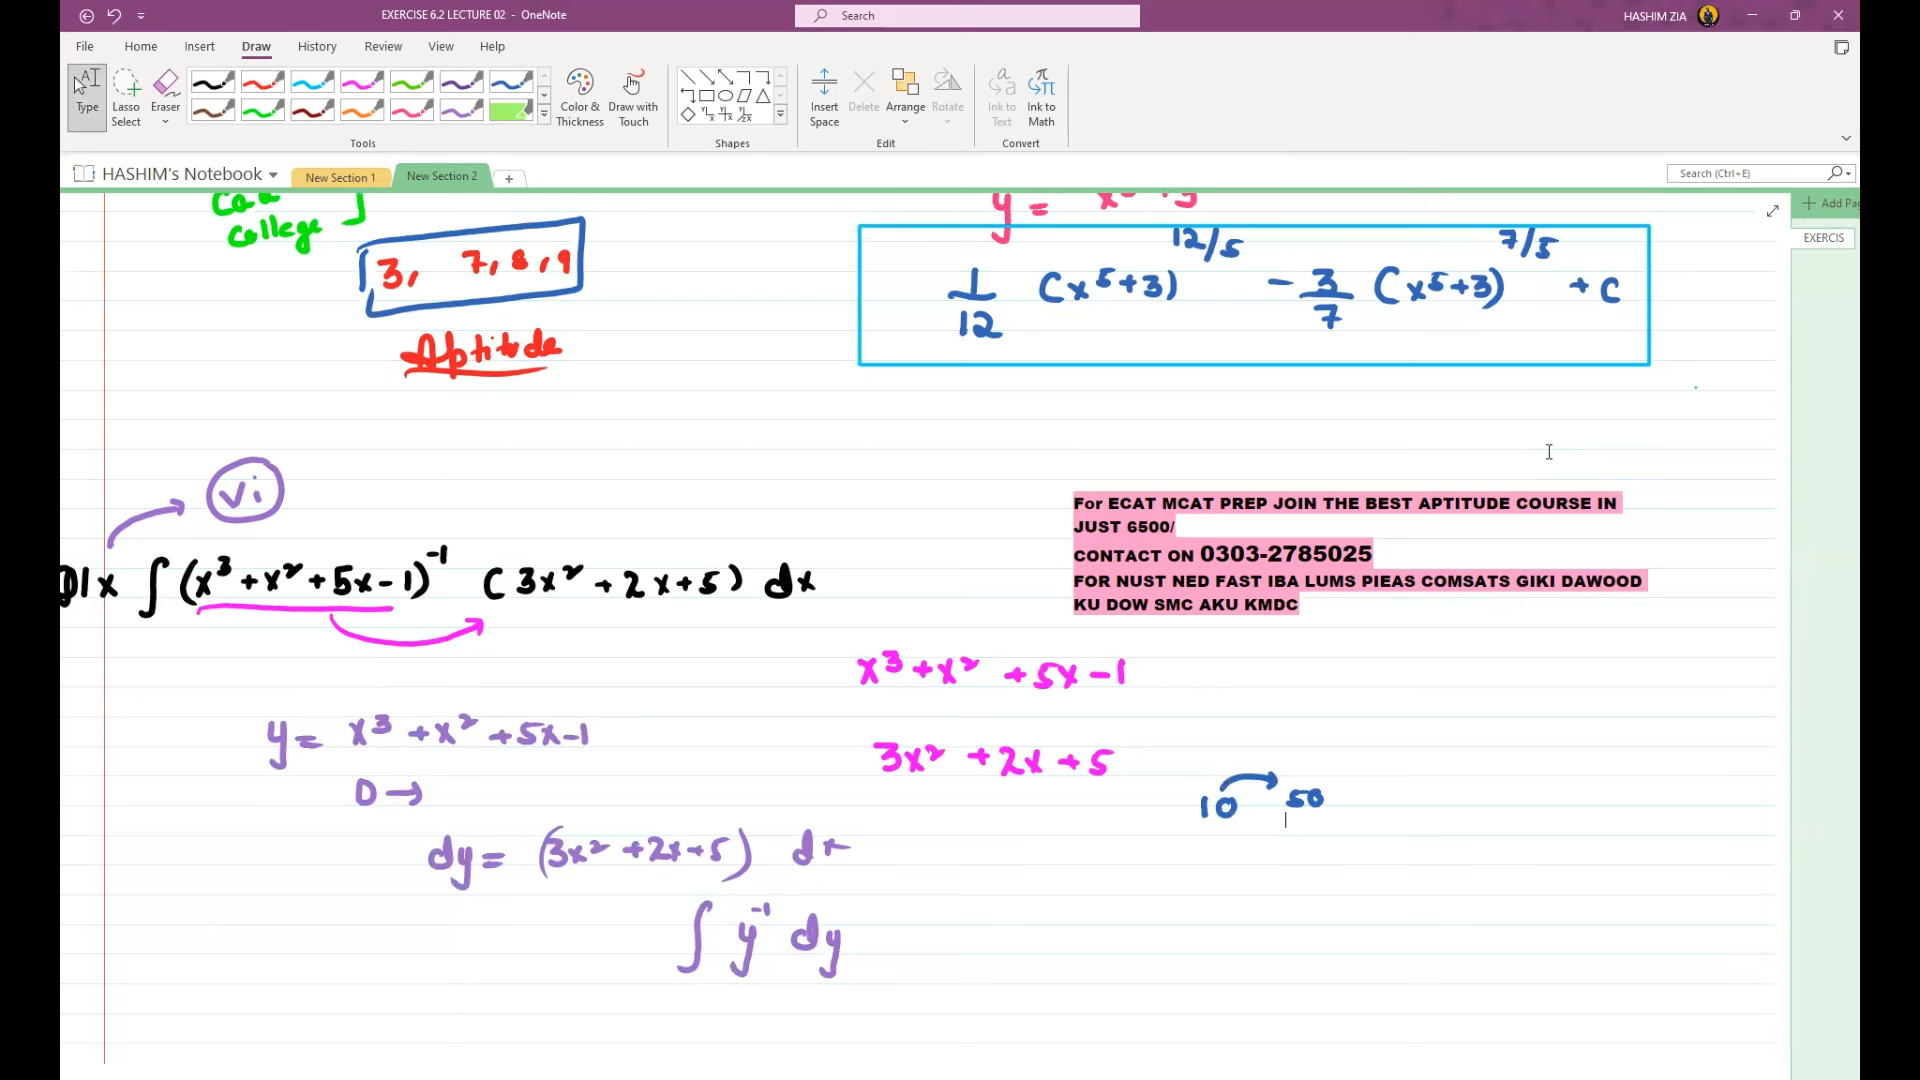 EXERCISE 6.2 LECTURE 02 - OneNote
Search
HASHIM ZIA
File Home Insert Draw History Review View Help
Type
Lasso Select
Eraser
Color & Thickness
Draw with Touch
Insert Space
Delete
Arrange
Rotate
Ink to Text
Ink to Math
Tools
Shapes
Edit
Convert
HASHIM's Notebook
New Section 1
New Section 2
Search (Ctrl+E)
Add Pag
EXERCIS
college
3, 7, 8, 9
Aptitude
y =
1/12 (x^5+3)^12/5 - 3/7 (x^5+3)^7/5 + c
vi
∫ (x^3 + x^2 + 5x - 1)^-1 (3x^2 + 2x + 5) dx
For ECAT MCAT PREP JOIN THE BEST APTITUDE COURSE IN
JUST 6500/
CONTACT ON 0303-2785025
FOR NUST NED FAST IBA LUMS PIEAS COMSATS GIKI DAWOOD
KU DOW SMC AKU KMDC
x^3 + x^2 + 5x - 1
y = x^3 + x^2 + 5x - 1
3x^2 + 2x + 5
D →
10 50
dy = (3x^2 + 2x + 5) dx
∫ y^-1 dy